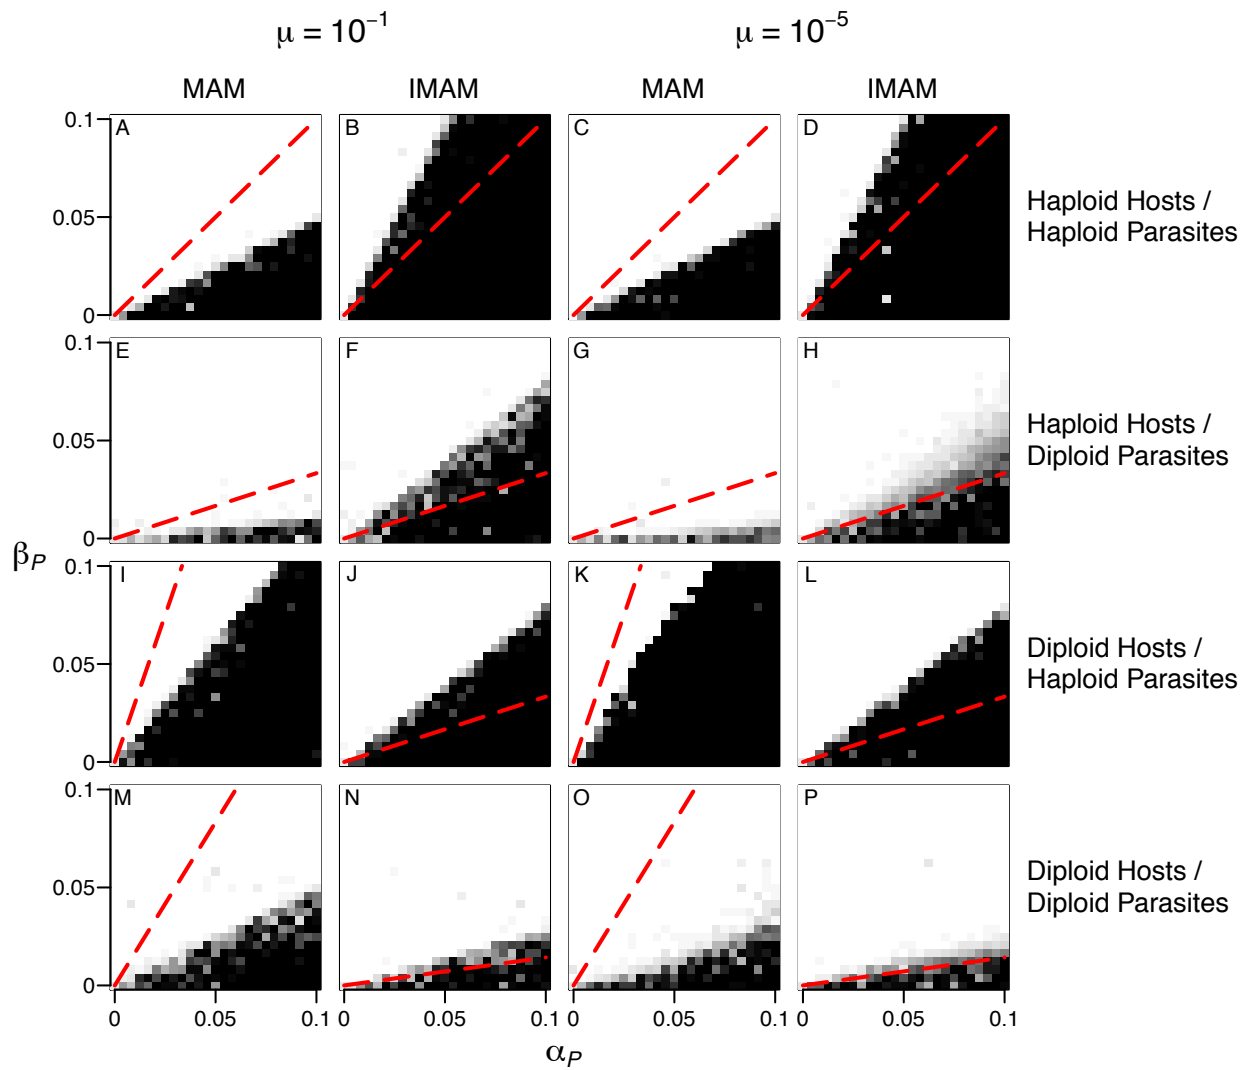 μ = 10⁻¹ μ = 10⁻⁵
MAM IMAM MAM IMAM
0.1 A B C D
0.05
0
Haploid Hosts /
Haploid Parasites
0.1 E F G H
0.05
0
Haploid Hosts /
Diploid Parasites
βP
0.1 I J K L
0.05
0
Diploid Hosts /
Haploid Parasites
0.1 M N O P
0.05
0
Diploid Hosts /
Diploid Parasites
0 0.05 0.1 0 0.05 0.1 0 0.05 0.1 0 0.05 0.1
αP